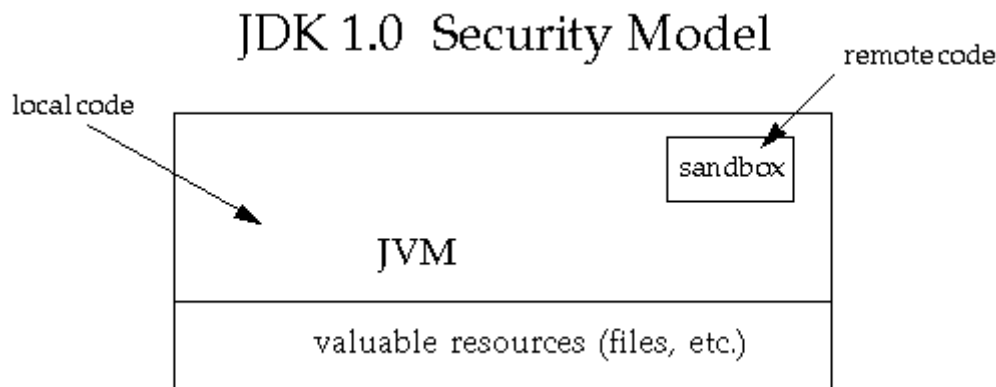 JDK 1.0 Security Model
remote code
local code
sandbox
JVM
valuable resources (files, etc.)